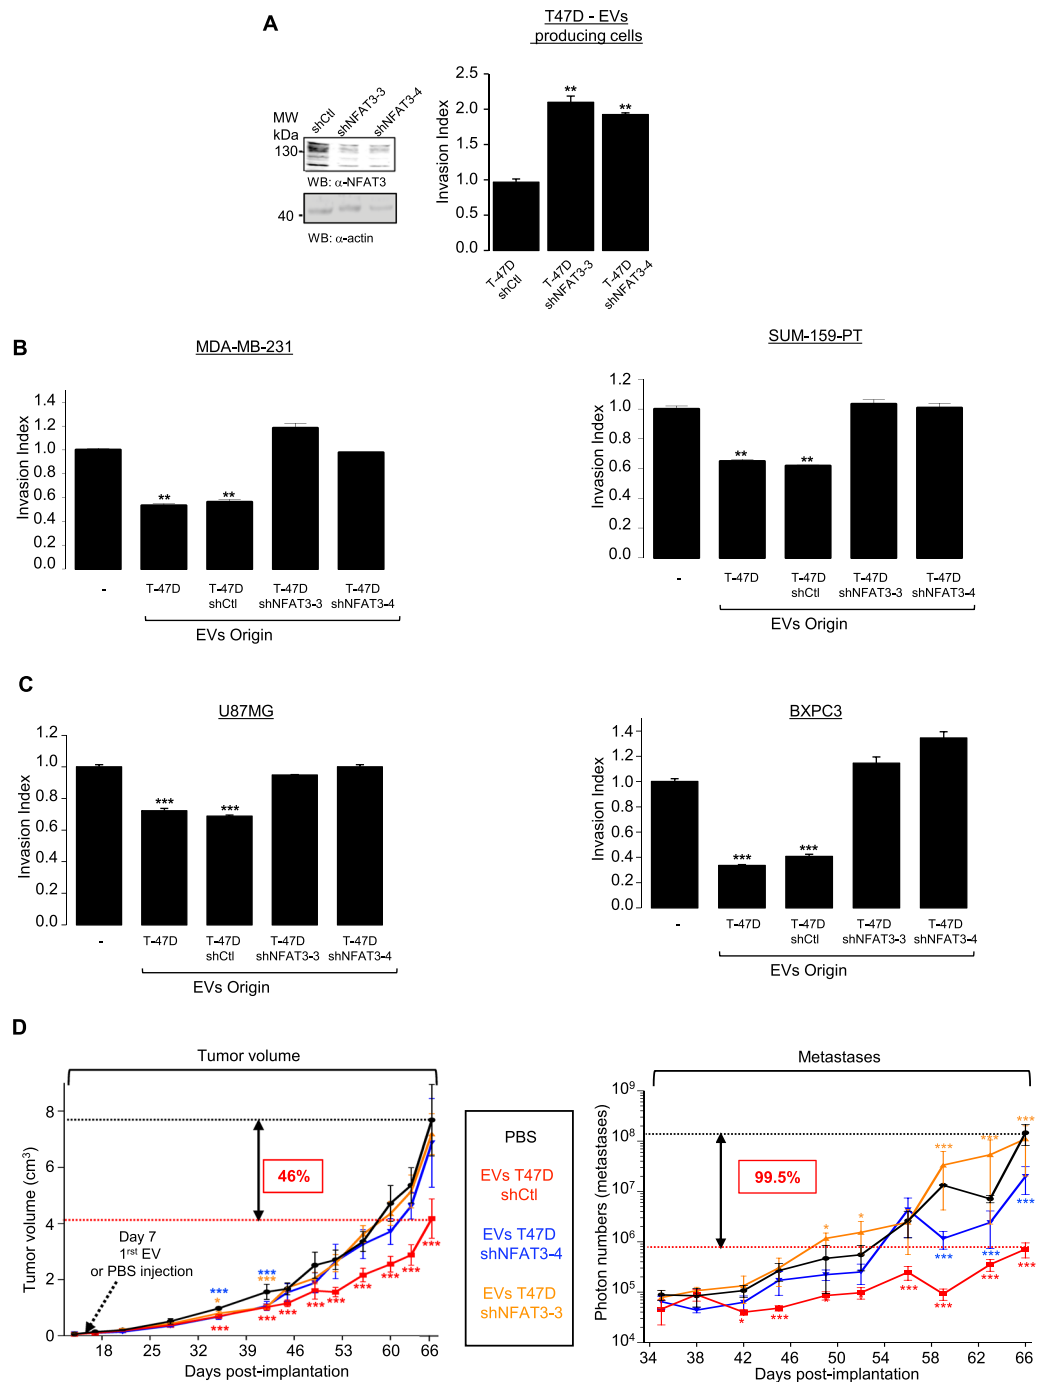 A
T47D - EVs
producing cells
MW
kDa
shCtl
shNFAT3-3
shNFAT3-4
130
WB: α-NFAT3
40
WB: α-actin
Invasion Index
2.5
2.0
1.5
1.0
0.5
0.0
**
**
T-47D
shCtl
T-47D
shNFAT3-3
T-47D
shNFAT3-4
B
MDA-MB-231
Invasion Index
1.4
1.2
1.0
0.8
0.6
0.4
0.2
0.0
**
**
-
T-47D
T-47D
shCtl
T-47D
shNFAT3-3
T-47D
shNFAT3-4
EVs Origin
SUM-159-PT
Invasion Index
1.2
1.0
0.8
0.6
0.4
0.2
0.0
**
**
-
T-47D
T-47D
shCtl
T-47D
shNFAT3-3
T-47D
shNFAT3-4
EVs Origin
C
U87MG
Invasion Index
1.2
1.0
0.8
0.6
0.4
0.2
0.0
***
***
-
T-47D
T-47D
shCtl
T-47D
shNFAT3-3
T-47D
shNFAT3-4
EVs Origin
BXPC3
Invasion Index
1.4
1.2
1.0
0.8
0.6
0.4
0.2
0.0
***
***
-
T-47D
T-47D
shCtl
T-47D
shNFAT3-3
T-47D
shNFAT3-4
EVs Origin
D
Tumor volume
Tumor volume (cm³)
8
6
4
2
0
46%
Day 7
1rst EV
or PBS injection
***
*
***
***
***
***
***
***
***
***
***
***
***
18
25
32
39
46
53
60
66
Days post-implantation
PBS
EVs T47D
shCtl
EVs T47D
shNFAT3-4
EVs T47D
shNFAT3-3
Metastases
Photon numbers (metastases)
10⁹
10⁸
10⁷
10⁶
10⁵
10⁴
99.5%
*
*
***
***
***
***
***
***
*
***
*
***
***
***
***
34
38
42
46
50
54
58
62
66
Days post-implantation